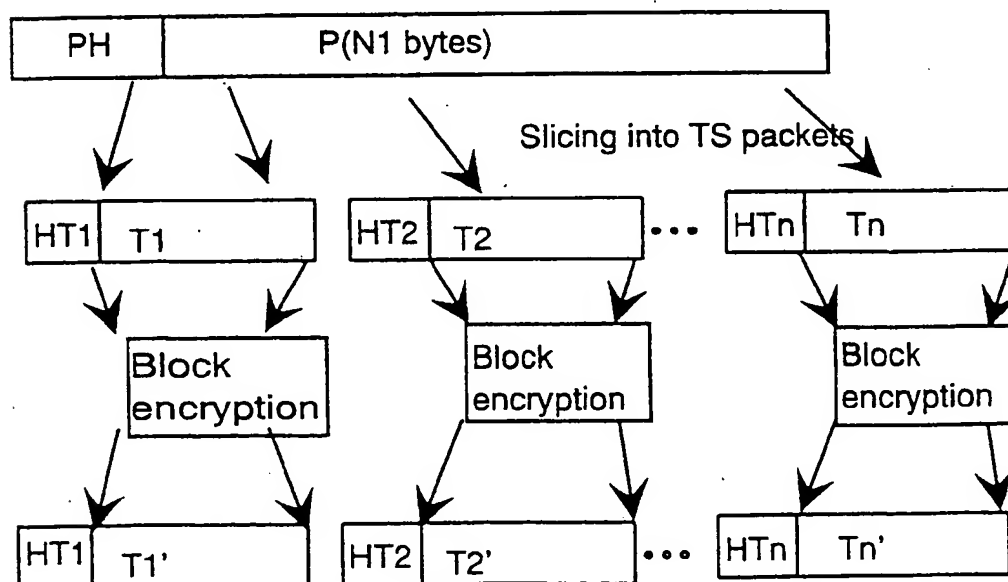 PH P(N1 bytes)
Slicing into TS packets
HT1 T1 HT2 T2 ••• HTn Tn
Block encryption Block encryption Block encryption
HT1 T1' HT2 T2' ••• HTn Tn'